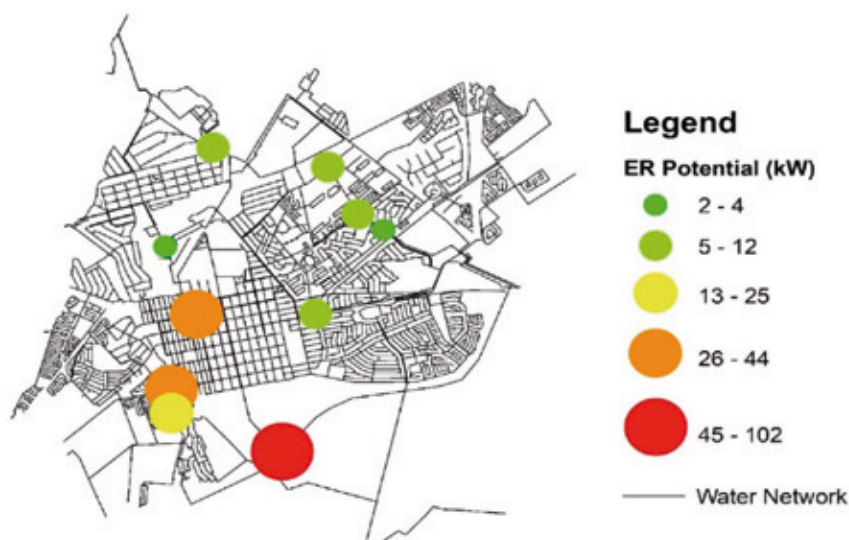 Legend
ER Potential (kW)
2 - 4
5 - 12
13 - 25
26 - 44
45 - 102
Water Network